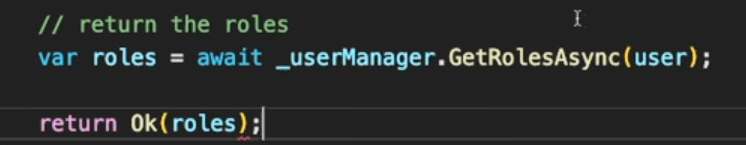 // return the roles
var roles = await _userManager.GetRolesAsync(user);
return Ok(roles);